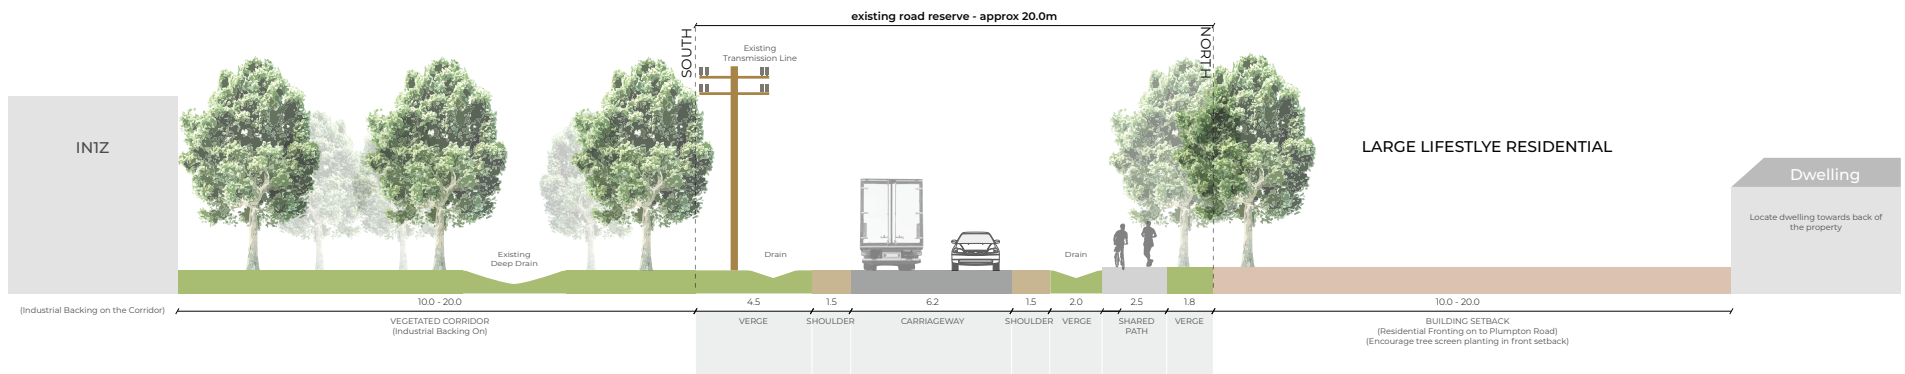 existing road reserve - approx 20.0m
SOUTH
NORTH
Existing
Transmission Line
IN1Z
LARGE LIFESTLYE RESIDENTIAL
Dwelling
Locate dwelling towards back of
the property
Existing
Deep Drain
Drain
Drain
(Industrial Backing on the Corridor)
10.0 - 20.0
4.5
1.5
6.2
1.5
2.0
2.5
1.8
10.0 - 20.0
VEGETATED CORRIDOR
(Industrial Backing On)
VERGE
SHOULDER
CARRIAGEWAY
SHOULDER
VERGE
SHARED
PATH
VERGE
BUILDING SETBACK
(Residential Fronting on to Plumpton Road)
(Encourage tree screen planting in front setback)